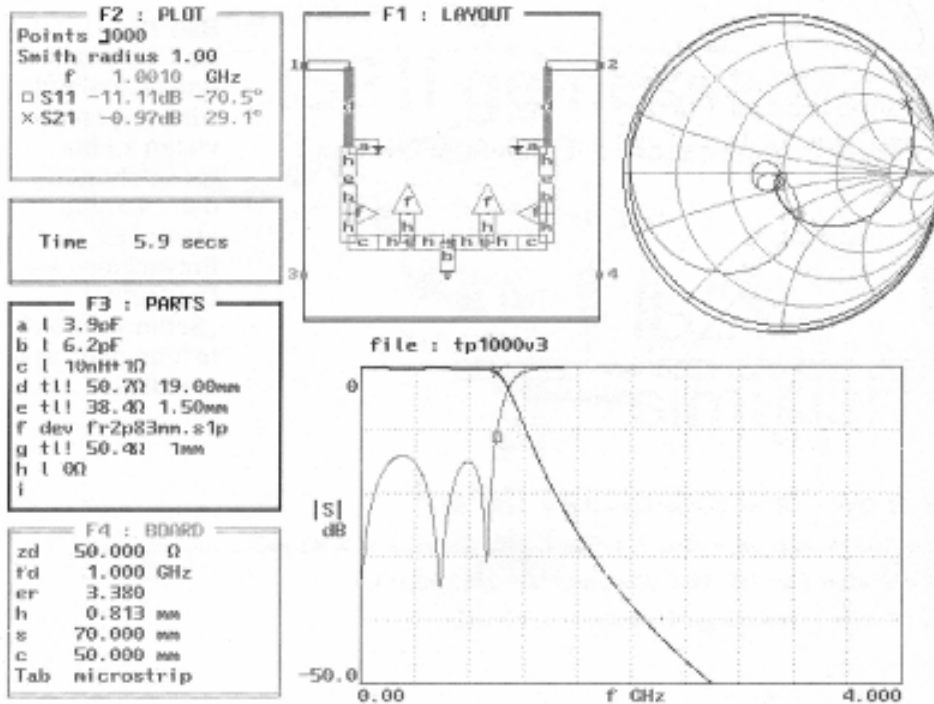 F2 : PLOT
Points 1000
Smith radius 1.00
f 1.0010 GHz
□ S11 -11.11dB -70.5°
× S21 -0.97dB 29.1°
Time 5.9 secs
F3 : PARTS
a l 3.9pF
b l 6.2pF
c l 10nH+1Ω
d tl! 50.7Ω 19.00mm
e tl! 38.4Ω 1.50mm
f dev fr2p83mm.s1p
g tl! 50.4Ω 1mm
h l 0Ω
i
F4 : BOARD
zd 50.000 Ω
fd 1.000 GHz
er 3.380
h 0.813 mm
s 70.000 mm
c 50.000 mm
Tab microstrip
F1 : LAYOUT
1
2
a
a
h
h
e
e
f
f
f
f
h
h
h
h
c
h
h
g
g
h
h
c
b
3
4
file : tp1000v3
0
|S|
dB
-50.0
0.00
f GHz
4.000